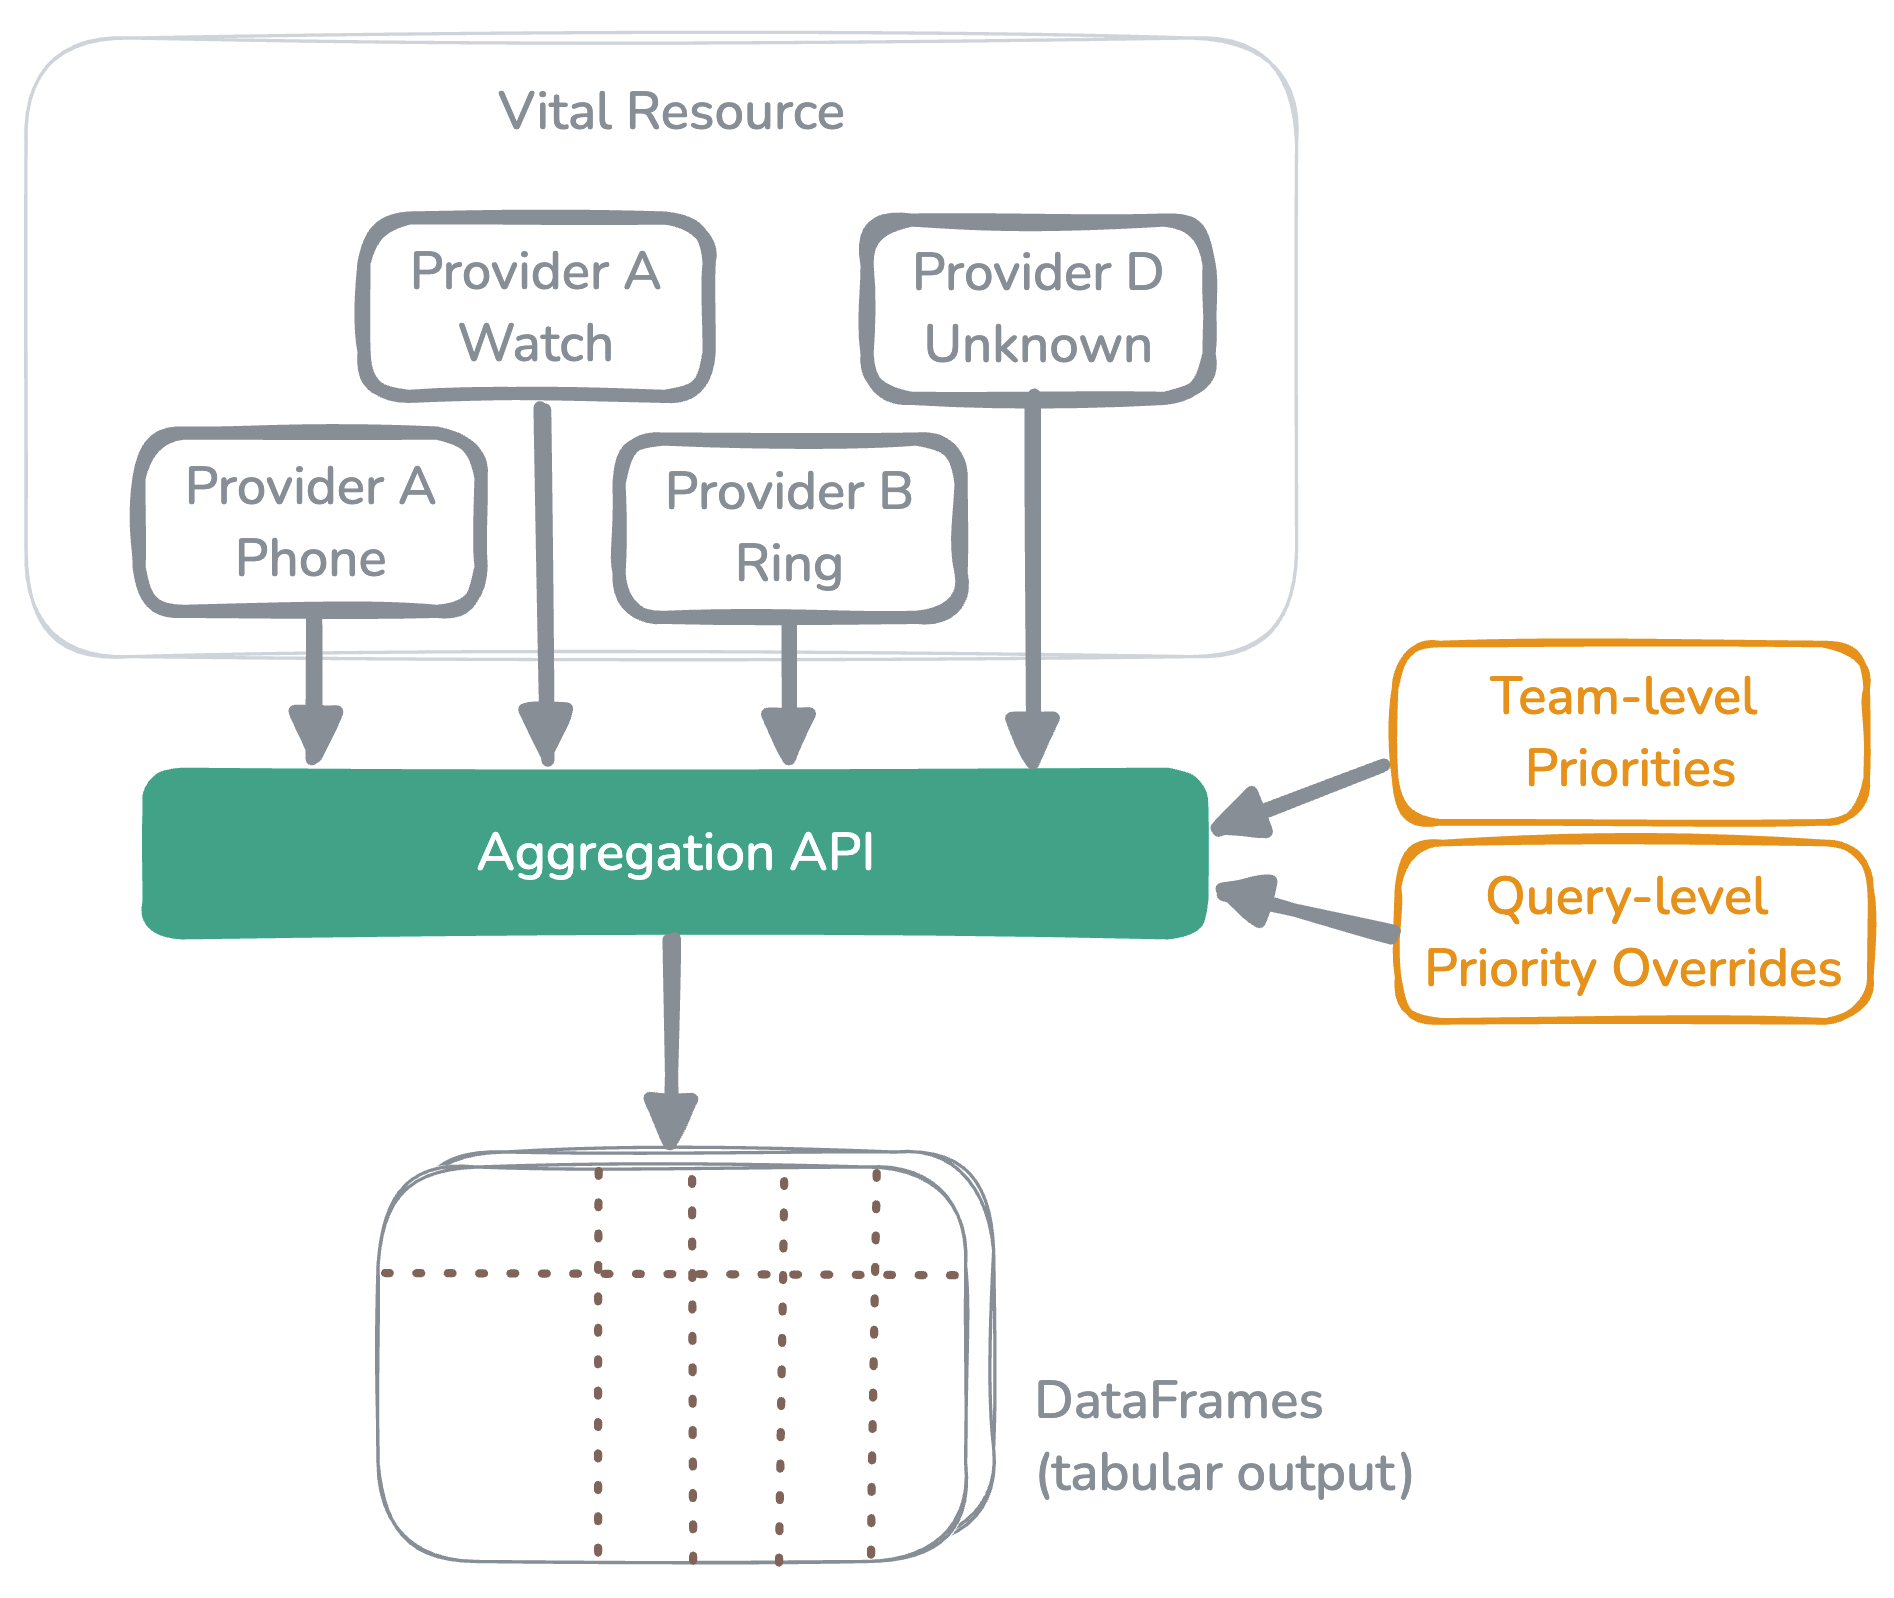 Vital Resource
Provider A
Watch
Provider D
Unknown
Provider A
Phone
Provider B
Ring
Team-level
Priorities
Aggregation API
Query-level
Priority Overrides
DataFrames
(tabular output)